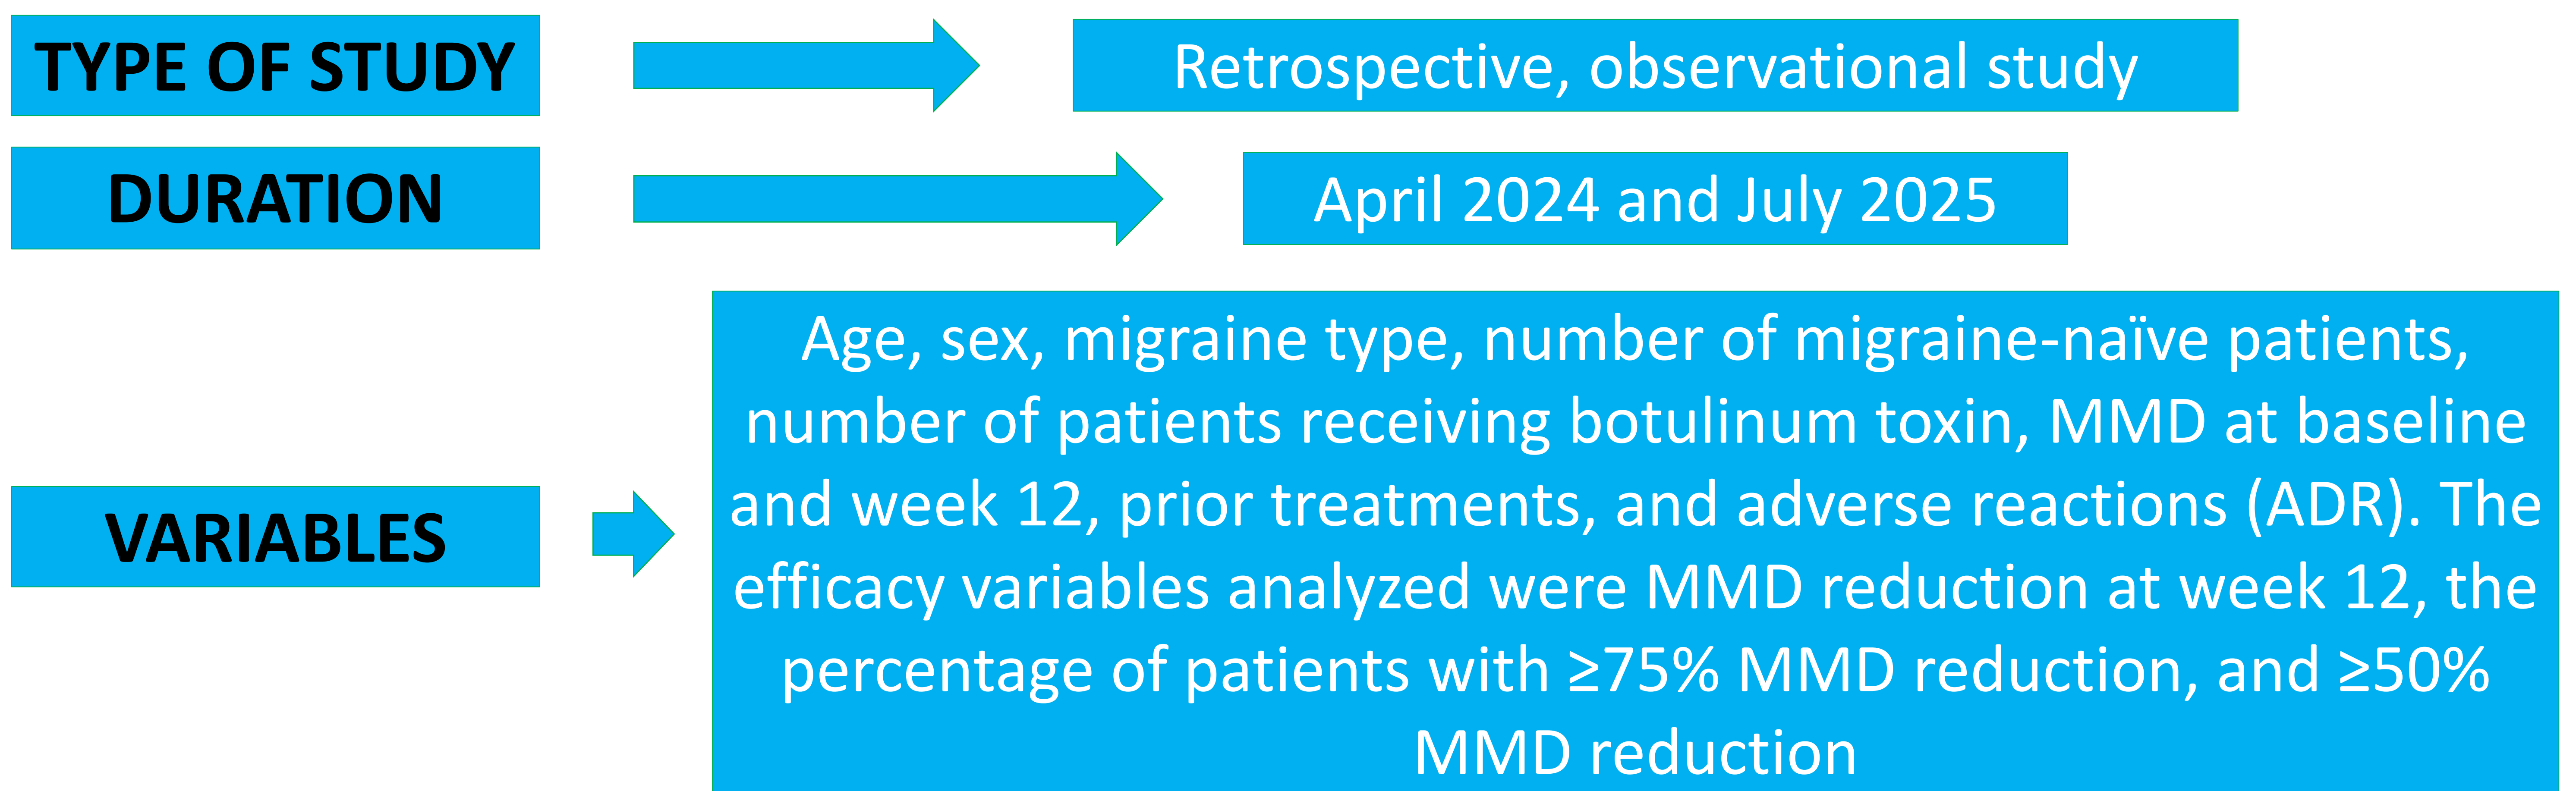 TYPE OF STUDY
Retrospective, observational study
DURATION
April 2024 and July 2025
VARIABLES
Age, sex, migraine type, number of migraine-naïve patients,
number of patients receiving botulinum toxin, MMD at baseline
and week 12, prior treatments, and adverse reactions (ADR). The
efficacy variables analyzed were MMD reduction at week 12, the
percentage of patients with ≥75% MMD reduction, and ≥50%
MMD reduction